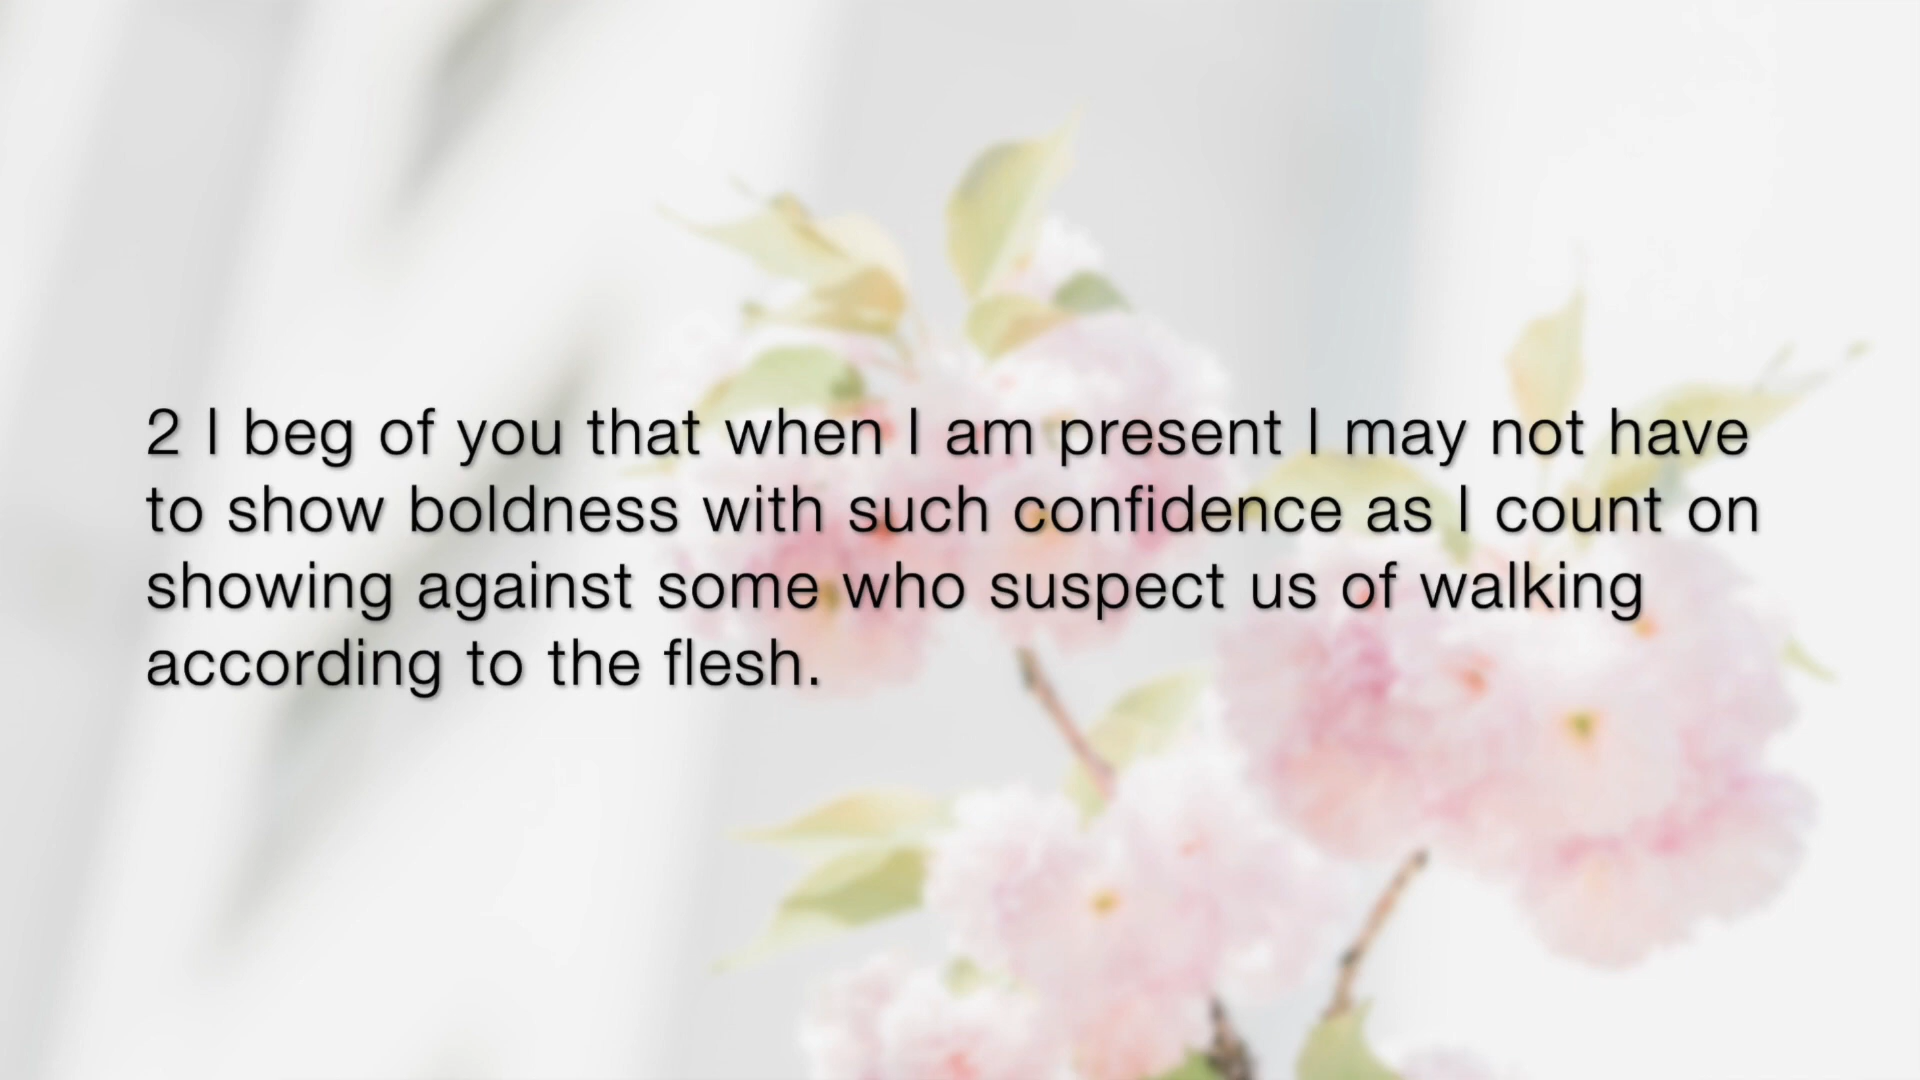 2 I beg of you that when I am present I may not have
to show boldness with such confidence as I count on
showing against some who suspect us of walking
according to the flesh.